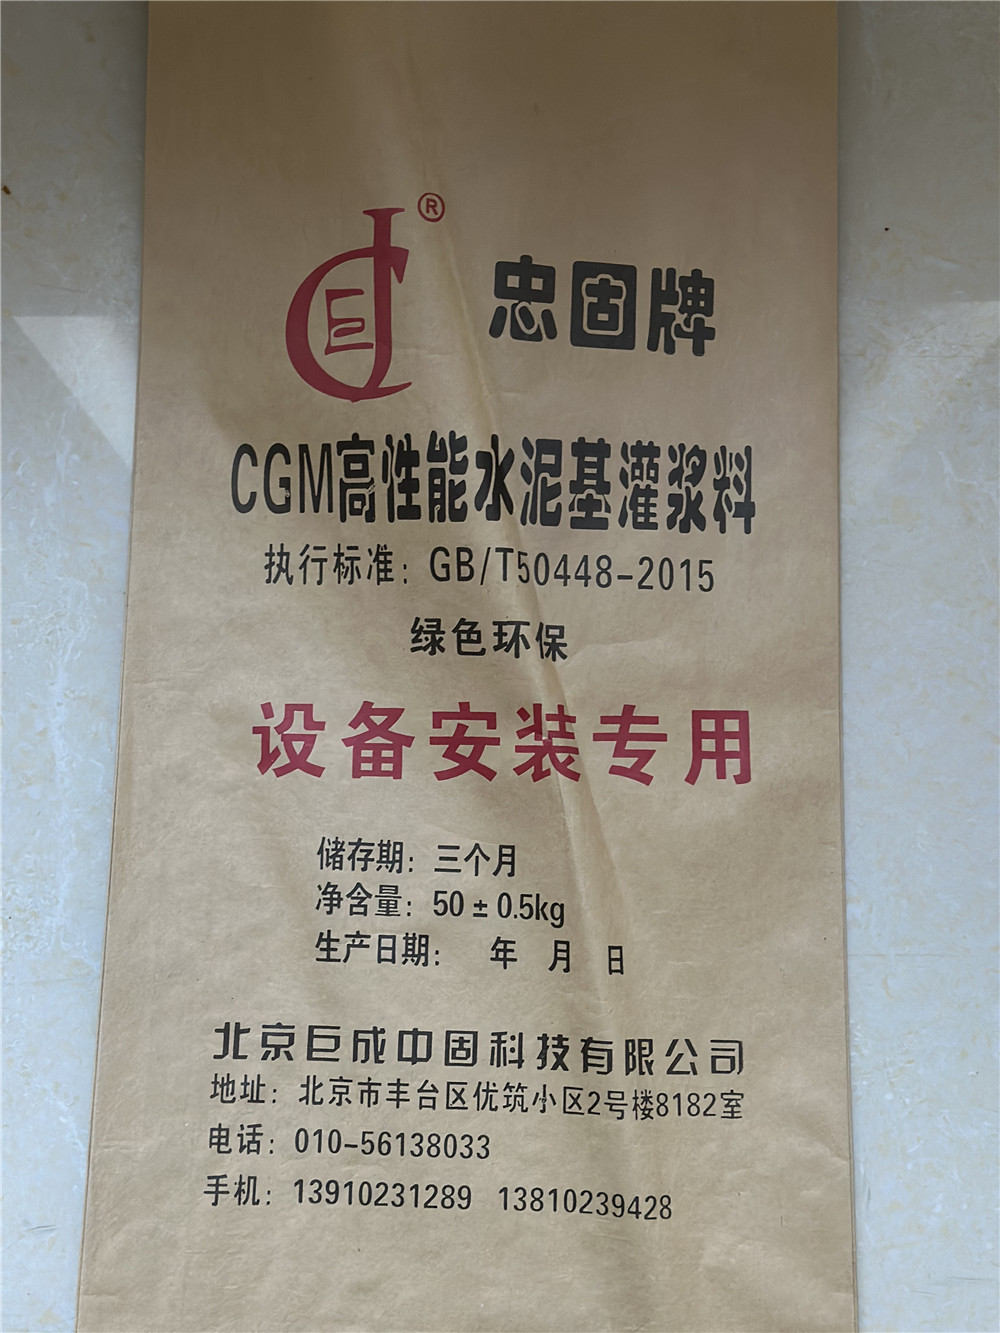 ®
忠固牌
CGM高性能水泥基灌浆料
执行标准：GB/T50448-2015
绿色环保
设备安装专用
储存期：三个月
净含量：50±0.5kg
生产日期： 年 月 日
北京巨成中固科技有限公司
地址：北京市丰台区优筑小区2号楼8182室
电话：010-56138033
手机：13910231289 13810239428